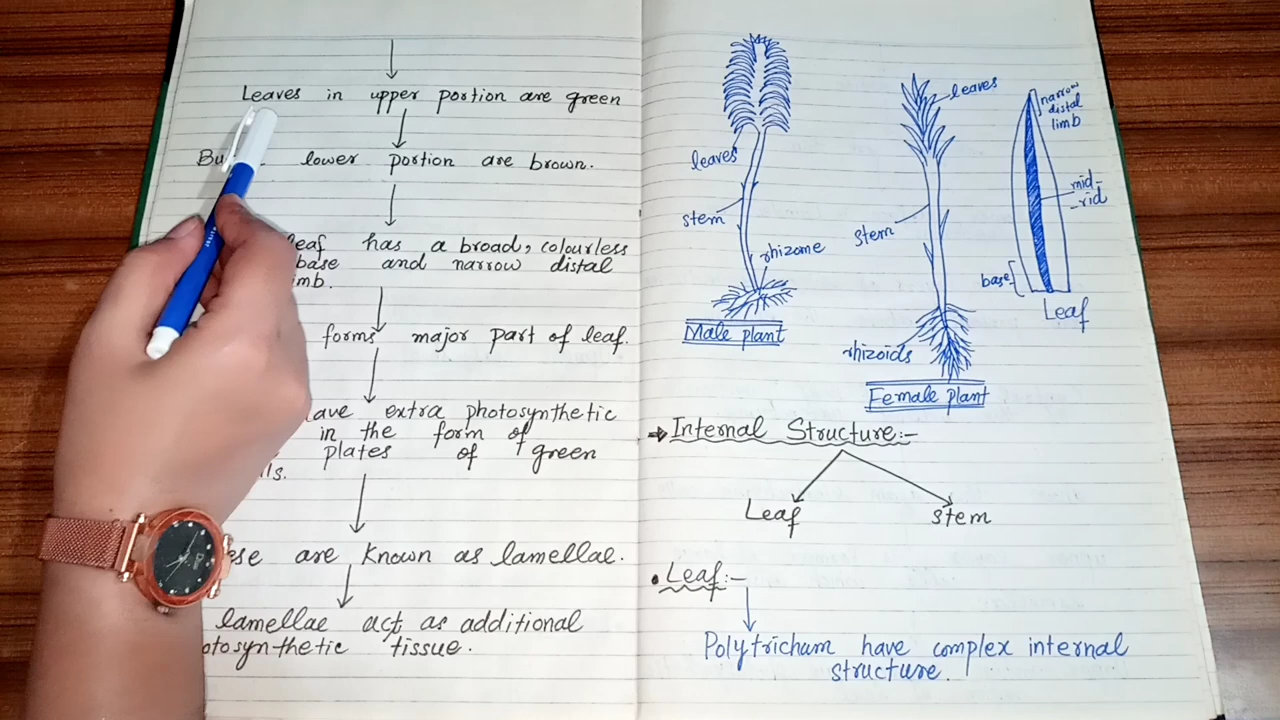 Leaves in upper portion are green
lower portion are brown.
leaf has a broad, colourless
base and narrow distal
forms major part of leaf.
extra photosynthetic
in the form of
plates of green
are known as lamellae.
lamellae act as additional
tissue.
leaves
stem
rhizome
Male plant
leaves
stem
rhizoids
Female plant
narrow
distal
limb
mid-
-rid
base
Leaf
Internal Structure:-
Leaf stem
• Leaf:-
Polytricham have complex internal
structure.